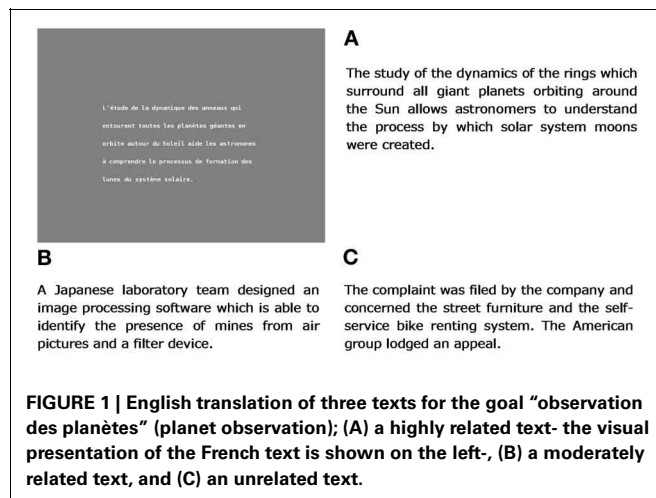 A
L'étude de la dynamique des anneaux qui
entourent toutes les planètes géantes en
orbite autour du Soleil aide les astronomes
à comprendre le processus de formation des
lunes du système solaire.
The study of the dynamics of the rings which
surround all giant planets orbiting around
the Sun allows astronomers to understand
the process by which solar system moons
were created.
B
A Japanese laboratory team designed an
image processing software which is able to
identify the presence of mines from air
pictures and a filter device.
C
The complaint was filed by the company and
concerned the street furniture and the self-
service bike renting system. The American
group lodged an appeal.
FIGURE 1 | English translation of three texts for the goal “observation
des planètes” (planet observation); (A) a highly related text- the visual
presentation of the French text is shown on the left-, (B) a moderately
related text, and (C) an unrelated text.